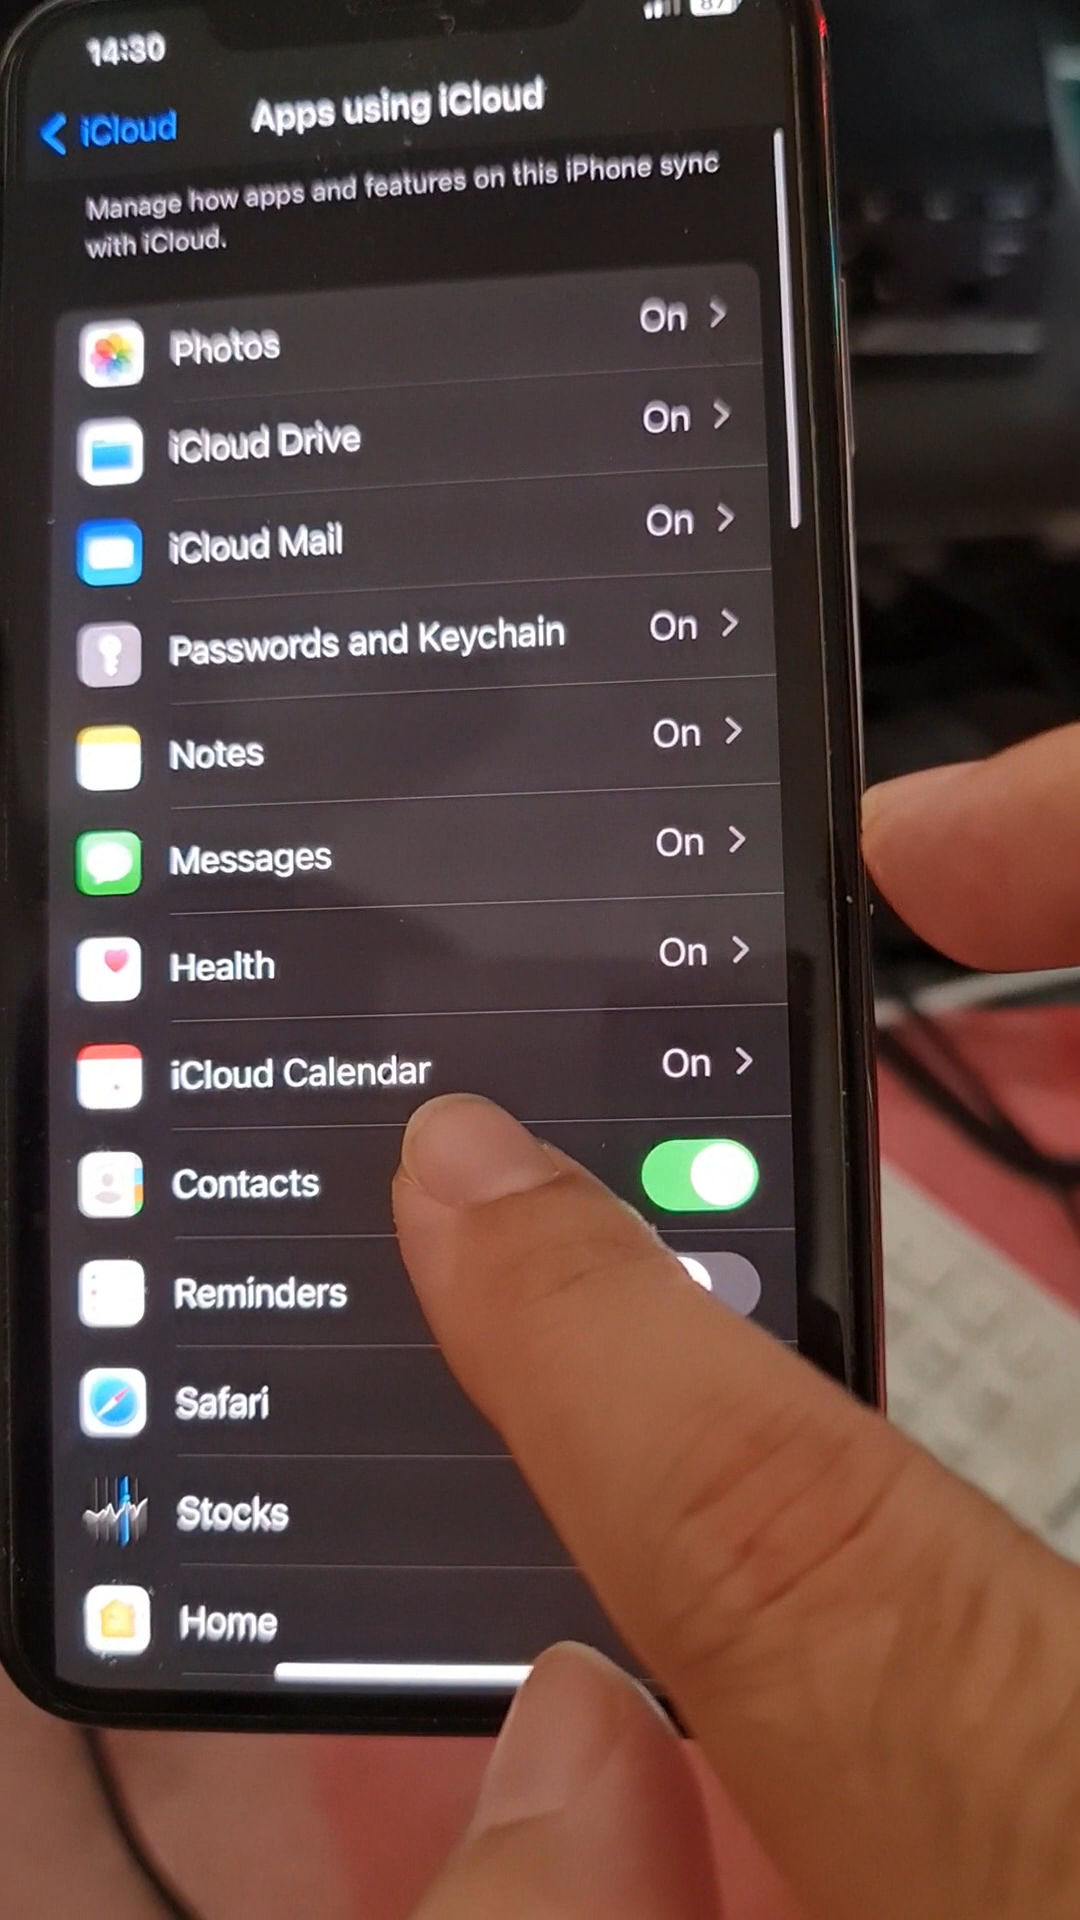 14:30
87
iCloud
Apps using iCloud
Manage how apps and features on this iPhone sync
with iCloud.
Photos On
iCloud Drive On
iCloud Mail On
Passwords and Keychain On
Notes On
Messages On
Health On
iCloud Calendar On
Contacts
Reminders
Safari
Stocks
Home